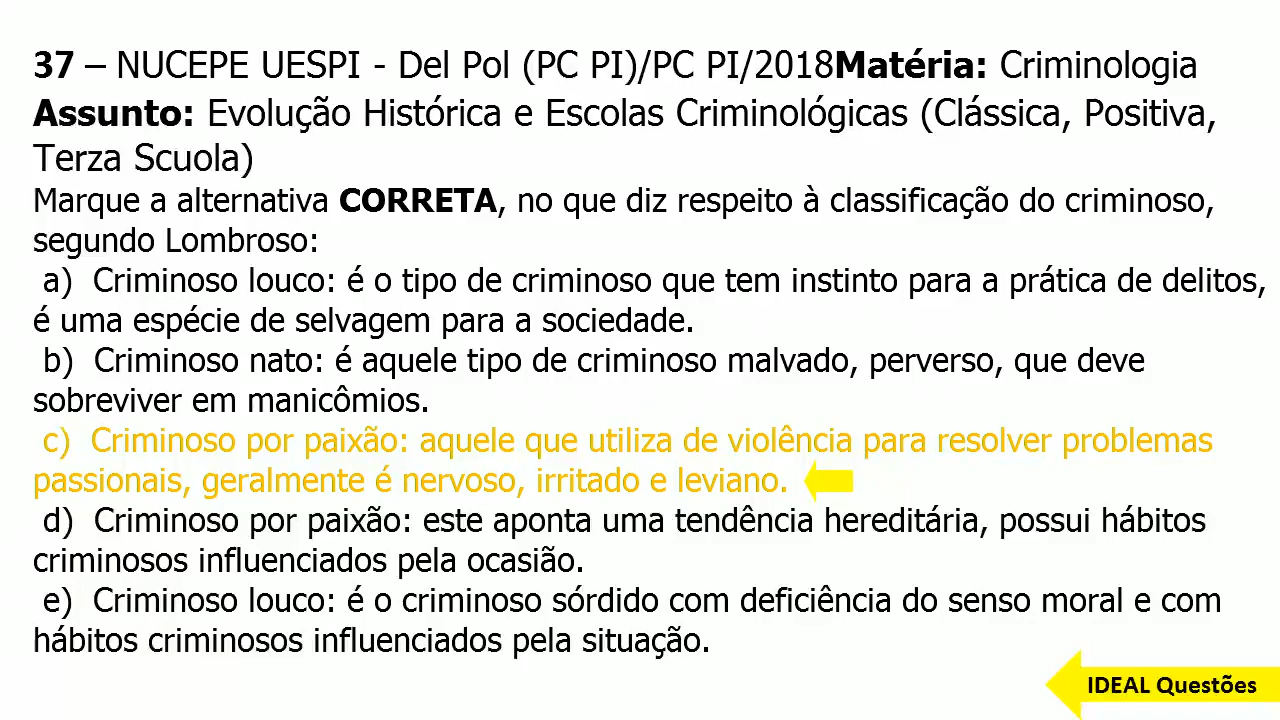 37 – NUCEPE UESPI - Del Pol (PC PI)/PC PI/2018Matéria: Criminologia
Assunto: Evolução Histórica e Escolas Criminológicas (Clássica, Positiva,
Terza Scuola)
Marque a alternativa CORRETA, no que diz respeito à classificação do criminoso,
segundo Lombroso:
a) Criminoso louco: é o tipo de criminoso que tem instinto para a prática de delitos,
é uma espécie de selvagem para a sociedade.
b) Criminoso nato: é aquele tipo de criminoso malvado, perverso, que deve
sobreviver em manicômios.
c) Criminoso por paixão: aquele que utiliza de violência para resolver problemas
passionais, geralmente é nervoso, irritado e leviano.
d) Criminoso por paixão: este aponta uma tendência hereditária, possui hábitos
criminosos influenciados pela ocasião.
e) Criminoso louco: é o criminoso sórdido com deficiência do senso moral e com
hábitos criminosos influenciados pela situação.
IDEAL Questões